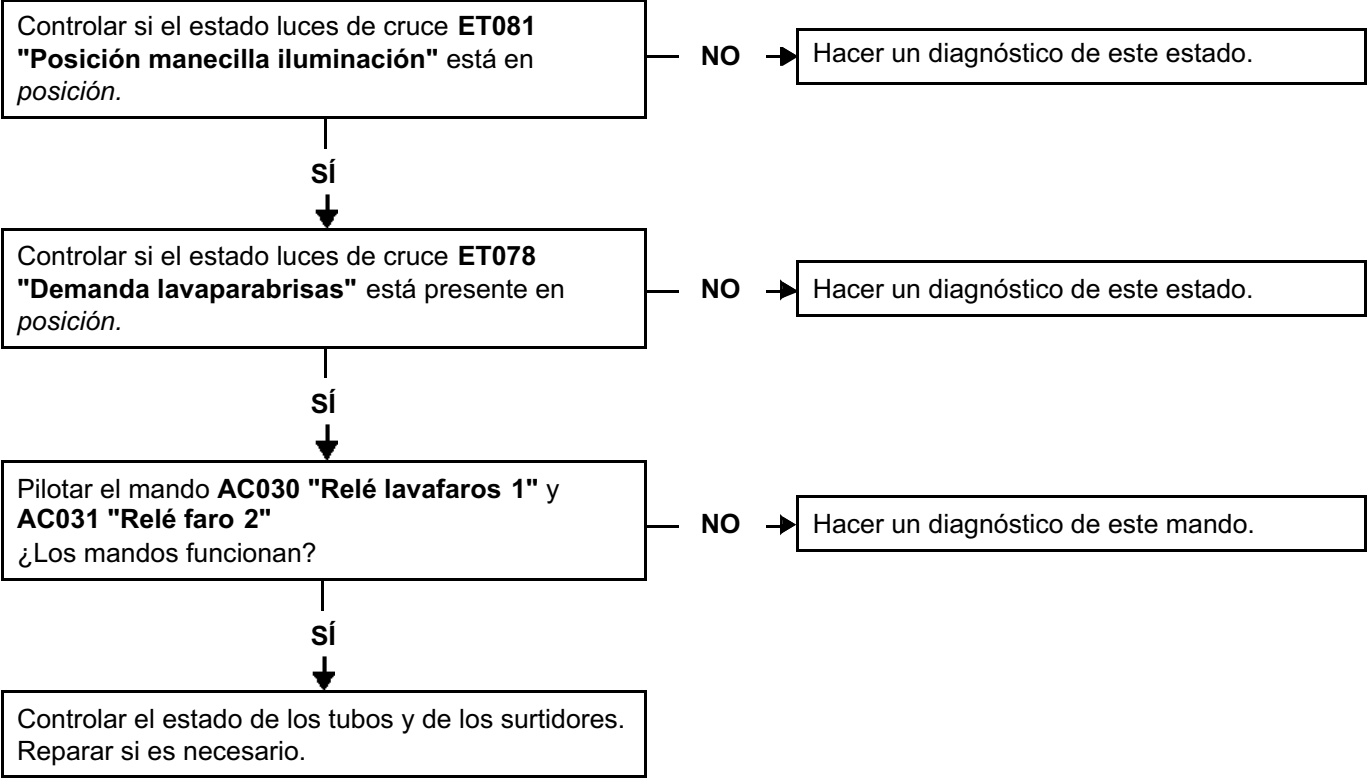 Controlar si el estado luces de cruce ET081
"Posición manecilla iluminación" está en
posición.
NO
Hacer un diagnóstico de este estado.
SÍ
Controlar si el estado luces de cruce ET078
"Demanda lavaparabrisas" está presente en
posición.
NO
Hacer un diagnóstico de este estado.
SÍ
Pilotar el mando AC030 "Relé lavafaros 1" y
AC031 "Relé faro 2"
¿Los mandos funcionan?
NO
Hacer un diagnóstico de este mando.
SÍ
Controlar el estado de los tubos y de los surtidores.
Reparar si es necesario.